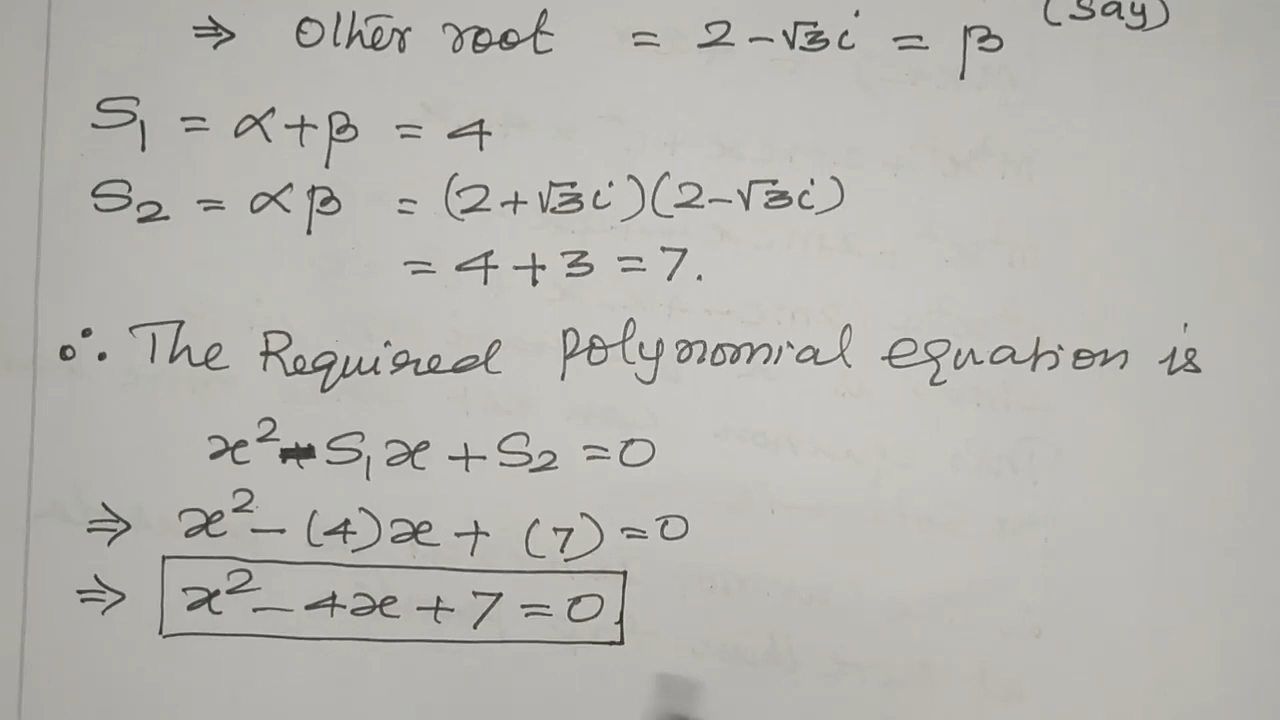 ⇒ Other root = 2-√3i = β (Say)
S₁ = α+β = 4
S₂ = αβ = (2+√3i)(2-√3i)
= 4+3 = 7.
∴ The Required polynomial equation is
x² - S₁x + S₂ = 0
⇒ x² - (4)x + (7) = 0
⇒ x² - 4x + 7 = 0